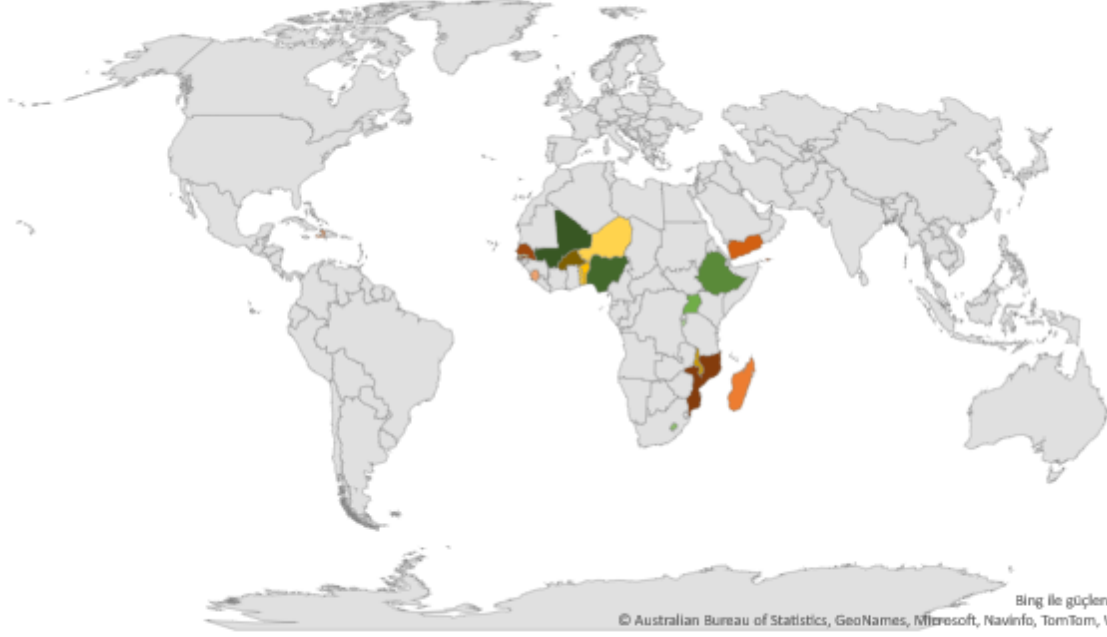 Bing ile güçlen
© Australian Bureau of Statistics, GeoNames, Microsoft, Navinfo, TomTom,